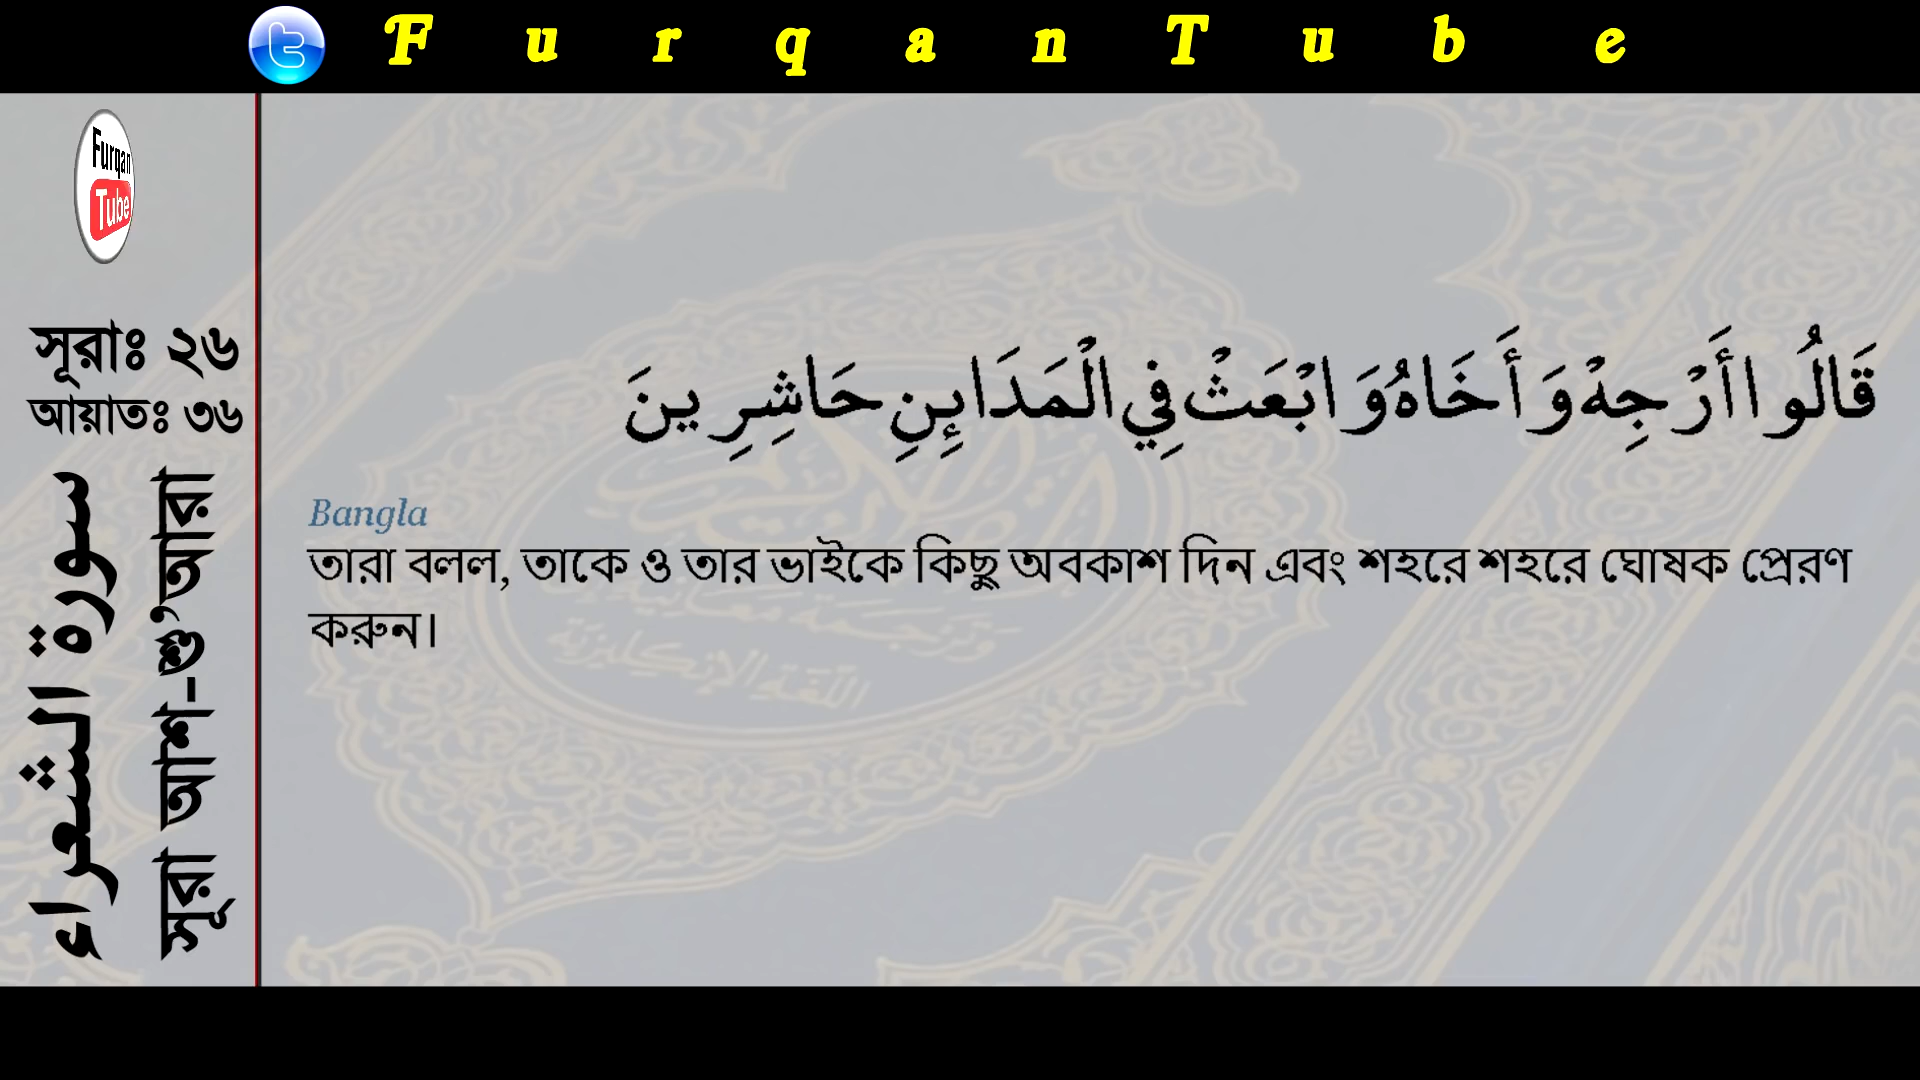 F u r q a n T u b e
Furqan
Tube
সূরাঃ ২৬
আয়াতঃ ৩৬
سورة الشعراء
সূরা আশ-শু’আরা
قَالُوا أَرْجِهْ وَأَخَاهُ وَابْعَثْ فِي الْمَدَائِنِ حَاشِرِينَ
Bangla
তারা বলল, তাকে ও তার ভাইকে কিছু অবকাশ দিন এবং শহরে শহরে ঘোষক প্রেরণ
করুন।